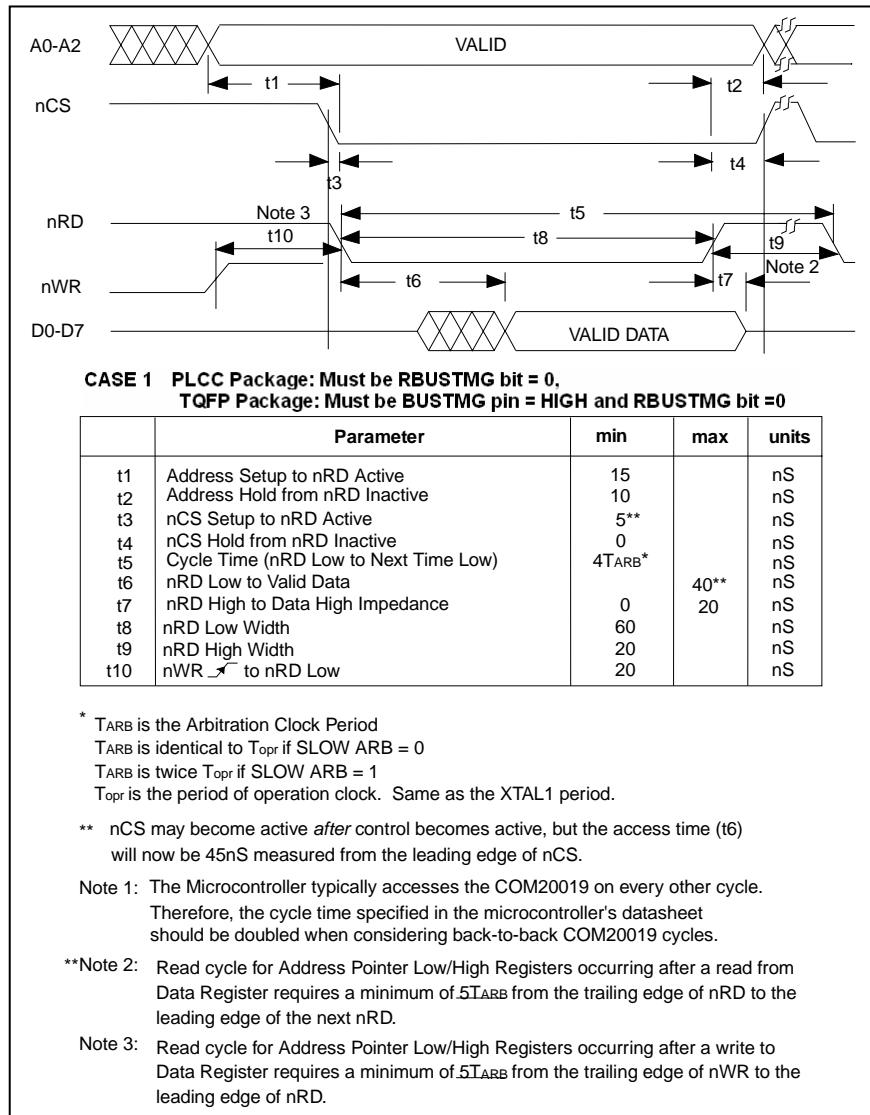 A0-A2
VALID
t1
t2
nCS
t3
t4
nRD
Note 3
t5
t10
t8
t9
nWR
t6
t7
Note 2
D0-D7
VALID DATA
CASE 1 PLCC Package: Must be RBUSTMG bit = 0,
TQFP Package: Must be BUSTMG pin = HIGH and RBUSTMG bit =0
Parameter min max units
t1 Address Setup to nRD Active 15 nS
t2 Address Hold from nRD Inactive 10 nS
t3 nCS Setup to nRD Active 5** nS
t4 nCS Hold from nRD Inactive 0 nS
t5 Cycle Time (nRD Low to Next Time Low) 4TARB* nS
t6 nRD Low to Valid Data 40** nS
t7 nRD High to Data High Impedance 0 20 nS
t8 nRD Low Width 60 nS
t9 nRD High Width 20 nS
t10 nWR to nRD Low 20 nS
* TARB is the Arbitration Clock Period
TARB is identical to Topr if SLOW ARB = 0
TARB is twice Topr if SLOW ARB = 1
Topr is the period of operation clock. Same as the XTAL1 period.
** nCS may become active after control becomes active, but the access time (t6)
will now be 45nS measured from the leading edge of nCS.
Note 1: The Microcontroller typically accesses the COM20019 on every other cycle.
Therefore, the cycle time specified in the microcontroller's datasheet
should be doubled when considering back-to-back COM20019 cycles.
**Note 2: Read cycle for Address Pointer Low/High Registers occurring after a read from
Data Register requires a minimum of 5TARB from the trailing edge of nRD to the
leading edge of the next nRD.
Note 3: Read cycle for Address Pointer Low/High Registers occurring after a write to
Data Register requires a minimum of 5TARB from the trailing edge of nWR to the
leading edge of nRD.